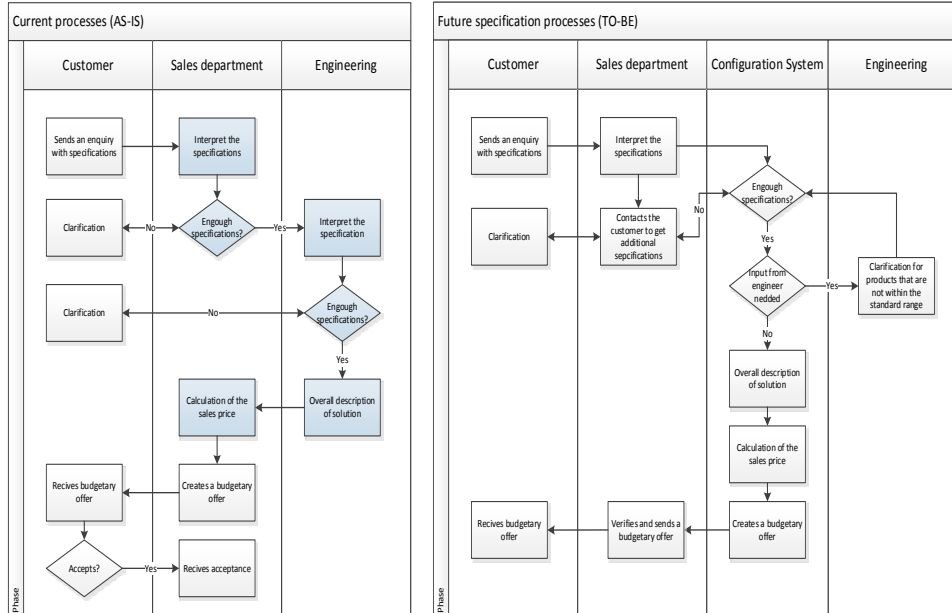 Current processes (AS-IS)
Customer
Sales department
Engineering
Sends an enquiry
with specifications
Interpret the
specifications
Clarification
No
Engough
specifications?
Yes
Interpret the
specification
Clarification
No
Engough
specifications?
Yes
Calculation of the
sales price
Overall description
of solution
Recives budgetary
offer
Creates a budgetary
offer
Accepts?
Yes
Recives acceptance
Phase
Future specification processes (TO-BE)
Customer
Sales department
Configuration System
Engineering
Sends an enquiry
with specifications
Interpret the
specifications
Engough
specifications?
No
Clarification
Contacts the
customer to get
additional
sepcifications
Yes
Input from
engineer
nedded
Yes
Clarification for
products that are
not within the
standard range
No
Overall description
of solution
Calculation of the
sales price
Recives budgetary
offer
Verifies and sends a
budgetary offer
Creates a budgetary
offer
Phase